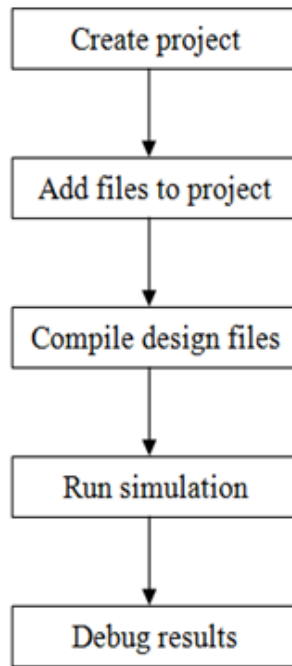 Create project
Add files to project
Compile design files
Run simulation
Debug results